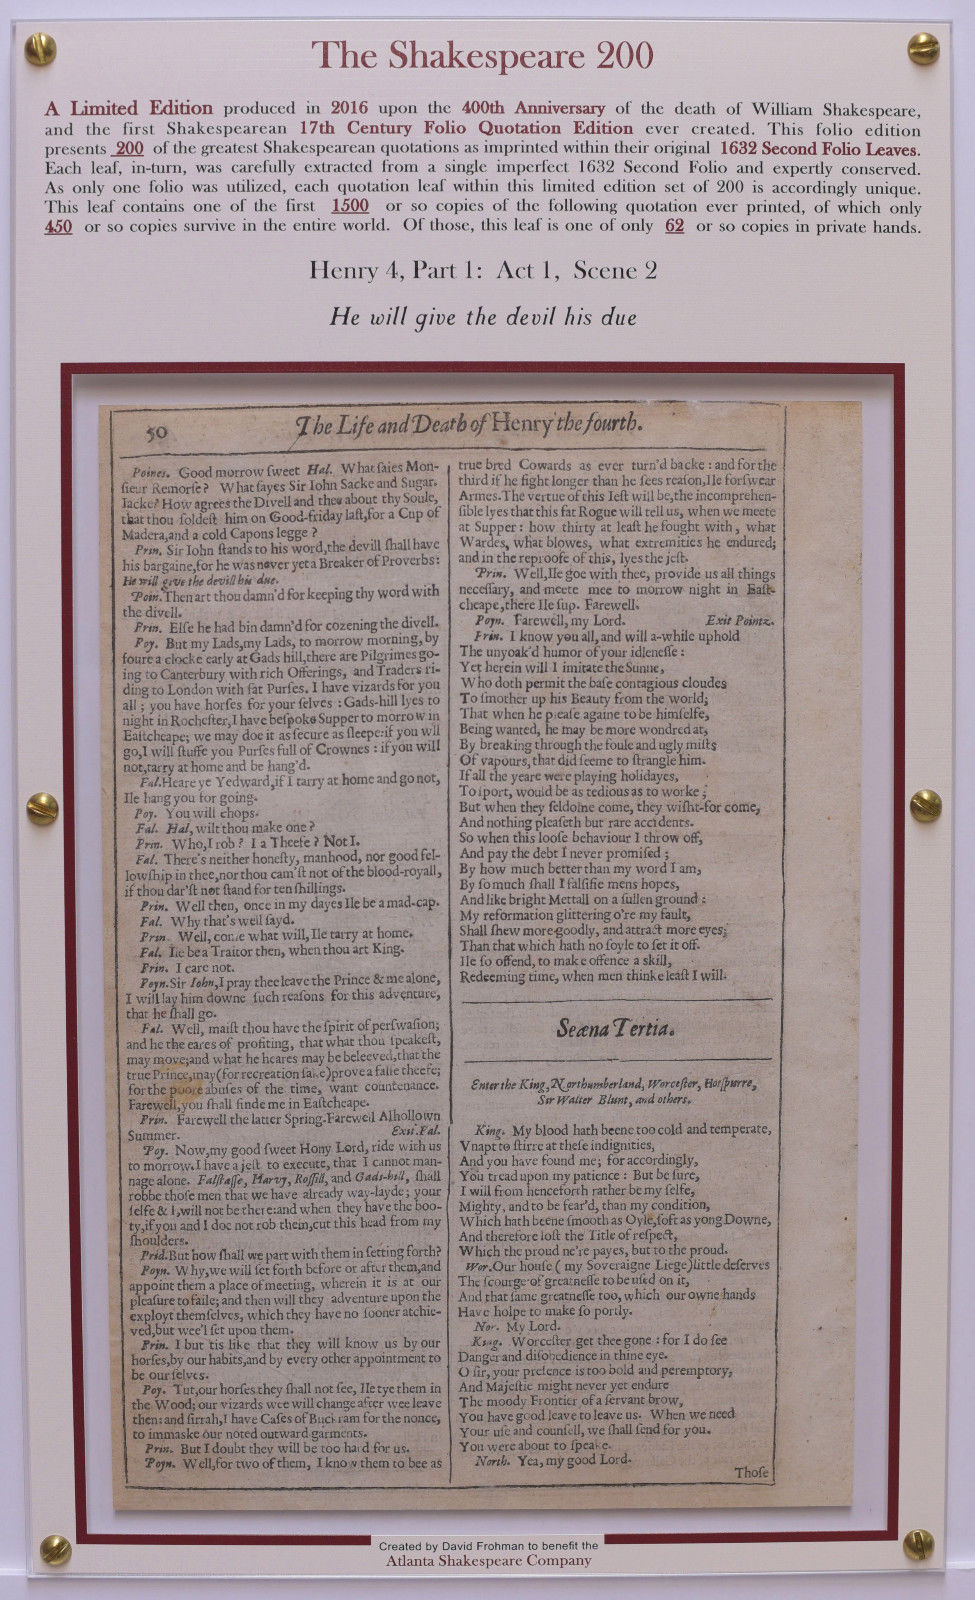 The Shakespeare 200
A Limited Edition produced in 2016 upon the 400th Anniversary of the death of William Shakespeare,
and the first Shakespearean 17th Century Folio Quotation Edition ever created. This folio edition
presents 200 of the greatest Shakespearean quotations as imprinted within their original 1632 Second Folio Leaves.
Each leaf, in-turn, was carefully extracted from a single imperfect 1632 Second Folio and expertly conserved.
As only one folio was utilized, each quotation leaf within this limited edition set of 200 is accordingly unique.
This leaf contains one of the first 1500 or so copies of the following quotation ever printed, of which only
450 or so copies survive in the entire world. Of those, this leaf is one of only 62 or so copies in private hands.
Henry 4, Part 1: Act 1, Scene 2
He will give the devil his due
50
The Life and Death of Henry the fourth.
Poines. Good morrow ſweet Hal. What ſaies Mon-
ſieur Remorſe? What ſayes Sir Iohn Sacke and Sugar.
Iacke? How agrees the Divell and thee about thy Soule,
that thou ſoldeſt him on Good-friday laſt, for a Cup of
Madera, and a cold Capons legge?
Prin. Sir Iohn ſtands to his word, the devill ſhall have
his bargaine, for he was never yet a Breaker of Proverbs:
He will give the devill his due.
Poin. Then art thou damn'd for keeping thy word with
the divell.
Prin. Elſe he had bin damn'd for cozening the divell.
Poy. But my Lads, my Lads, to morrow morning, by
foure a clocke early at Gads hill, there are Pilgrimes go-
ing to Canterbury with rich Offerings, and Traders ri-
ding to London with fat Purſes. I have vizards for you
all; you have horſes for your ſelves: Gads-hill lyes to
night in Rocheſter, I have beſpoke Supper to morrow in
Eaſtcheape; we may doe it as ſecure as ſleepe: if you will
go, I will ſtuffe you Purſes full of Crownes: if you will
not, tarry at home and be hang'd.
Fal. Heare ye Yedward, if I tarry at home and go not,
Ile hang you for going.
Poy. You will chops.
Fal. Hal, wilt thou make one?
Prin. Who, I rob? I a Theefe? Not I.
Fal. There's neither honeſty, manhood, nor good fel-
lowſhip in thee, nor thou cam'ſt not of the blood-royall,
if thou dar'ſt not ſtand for ten ſhillings.
Prin. Well then, once in my dayes Ile be a mad-cap.
Fal. Why that's well ſayd.
Prin. Well, come what will, Ile tarry at home.
Fal. Ile be a Traitor then, when thou art King.
Prin. I care not.
Poyn. Sir Iohn, I pray thee leave the Prince & me alone,
I will lay him downe ſuch reaſons for this adventure,
that he ſhall go.
Fal. Well, maiſt thou have the ſpirit of perſwaſion;
and he the eares of profiting, that what thou ſpeakeſt,
may move; and what he heares may be beleeved, that the
true Prince, may (for recreation ſake) prove a falſe theefe;
for the poore abuſes of the time, want countenance.
Farewell, you ſhall finde me in Eaſtcheape.
Prin. Farewell the latter Spring. Farewell Alhollown
Summer. Exit. Fal.
Poy. Now, my good ſweet Hony Lord, ride with us
to morrow. I have a jeſt to execute, that I cannot man-
nage alone. Falſtaffe, Harvy, Roſſill, and Gads-hill, ſhall
robbe thoſe men that we have already way-layde; your
ſelfe & I, will not be there: and when they have the boo-
ty, if you and I doe not rob them, cut this head from my
ſhoulders.
Prid. But how ſhall we part with them in ſetting forth?
Poyn. Why, we will ſet forth before or after them, and
appoint them a place of meeting, wherein it is at our
pleaſure to faile; and then will they adventure upon the
exployt themſelves, which they have no ſooner atchie-
ved, but wee'l ſet upon them.
Prin. I but tis like that they will know us by our
horſes, by our habits, and by every other appointment to
be our ſelves.
Poy. Tut, our horſes they ſhall not ſee, Ile tye them in
the Wood; our vizards wee will change after wee leave
them: and ſirrah, I have Caſes of Buckram for the nonce,
to immaske our noted outward garments.
Prin. But I doubt they will be too hard for us.
Poyn. Well, for two of them, I know them to bee as
true bred Cowards as ever turn'd backe: and for the
third if he fight longer than he ſees reaſon, Ile forſwear
Armes. The vertue of this Ieſt will be, the incomprehen-
ſible lyes that this fat Rogue will tell us, when we meete
at Supper: how thirty at leaſt he fought with, what
Wardes, what blowes, what extremities he endured;
and in the reproofe of this, lyes the jeſt.
Prin. Well, Ile goe with thee, provide us all things
neceſſary, and meete mee to morrow night in Eaſt-
cheape, there Ile ſup. Farewell.
Poyn. Farewell, my Lord. Exit Pointz.
Prin. I know you all, and will a-while uphold
The unyoak'd humor of your idleneſſe:
Yet herein will I imitate the Sunne,
Who doth permit the baſe contagious cloudes
To ſmother up his Beauty from the world;
That when he pleaſe againe to be himſelfe,
Being wanted, he may be more wondred at,
By breaking through the foule and ugly miſts
Of vapours, that did ſeeme to ſtrangle him.
If all the yeare were playing holidayes,
To ſport, would be as tedious as to worke;
But when they ſeldome come, they wiſht-for come,
And nothing pleaſeth but rare accidents.
So when this looſe behaviour I throw off,
And pay the debt I never promiſed;
By how much better than my word I am,
By ſo much ſhall I falſifie mens hopes,
And like bright Mettall on a ſullen ground:
My reformation glittering o're my fault,
Shall ſhew more goodly, and attract more eyes;
Than that which hath no ſoyle to ſet it off.
Ile ſo offend, to make offence a skill,
Redeeming time, when men thinke leaſt I will.
Scæna Tertia.
Enter the King, Northumberland, Worceſter, Hotſpurre,
Sir Walter Blunt, and others.
King. My blood hath beene too cold and temperate,
Vnapt to ſtirre at theſe indignities,
And you have found me; for accordingly,
You tread upon my patience: But be ſure,
I will from henceforth rather be my ſelfe,
Mighty, and to be fear'd, than my condition,
Which hath beene ſmooth as Oyle, ſoft as yong Downe,
And therefore loſt the Title of reſpect,
Which the proud ne're payes, but to the proud.
Wor. Our houſe (my Soveraigne Liege) little deſerves
The ſcourge of greatneſſe to be uſed on it,
And that ſame greatneſſe too, which our owne hands
Have holpe to make ſo portly.
Nor. My Lord.
King. Worceſter get thee gone: for I do ſee
Danger and diſobedience in thine eye.
O ſir, your preſence is too bold and peremptory,
And Majeſtie might never yet endure
The moody Frontier of a ſervant brow,
You have good leave to leave us. When we need
Your uſe and counſell, we ſhall ſend for you.
You were about to ſpeake.
North. Yea, my good Lord.
Thoſe
Created by David Frohman to benefit the
Atlanta Shakespeare Company